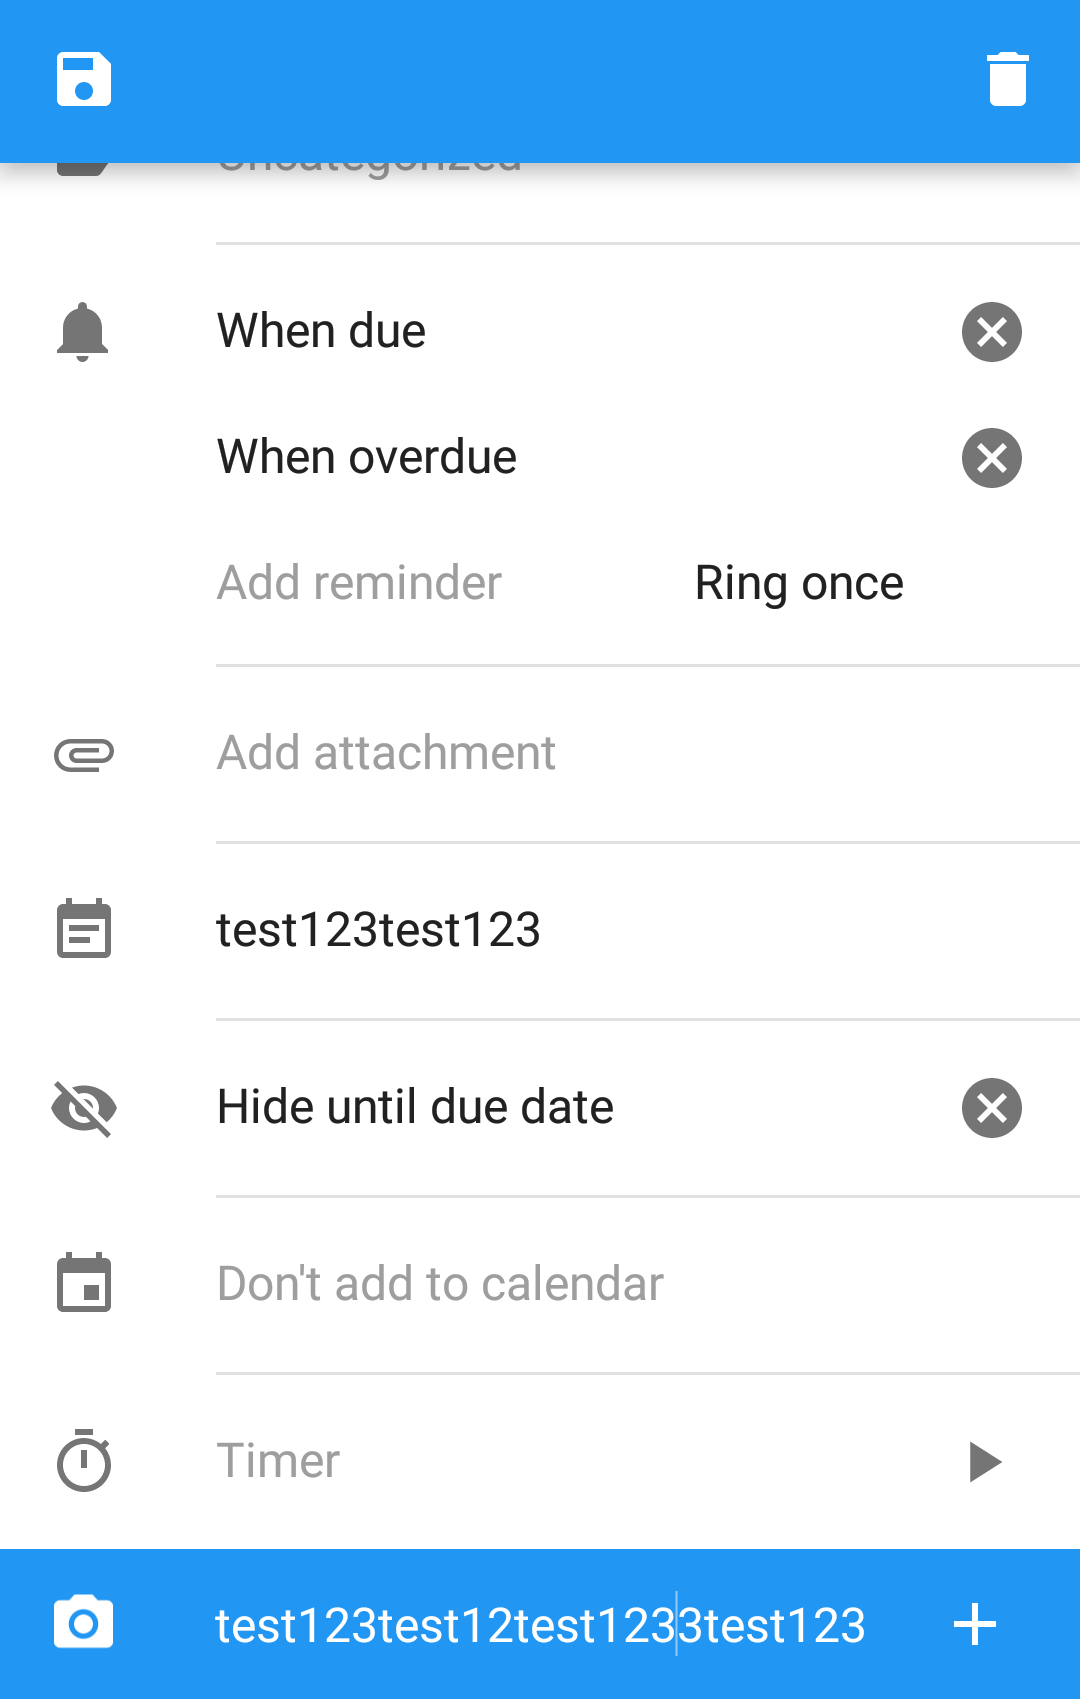 Uncategorized
When due
When overdue
Add reminder Ring once
Add attachment
test123test123
Hide until due date
Don't add to calendar
Timer
test123test12test1233test123